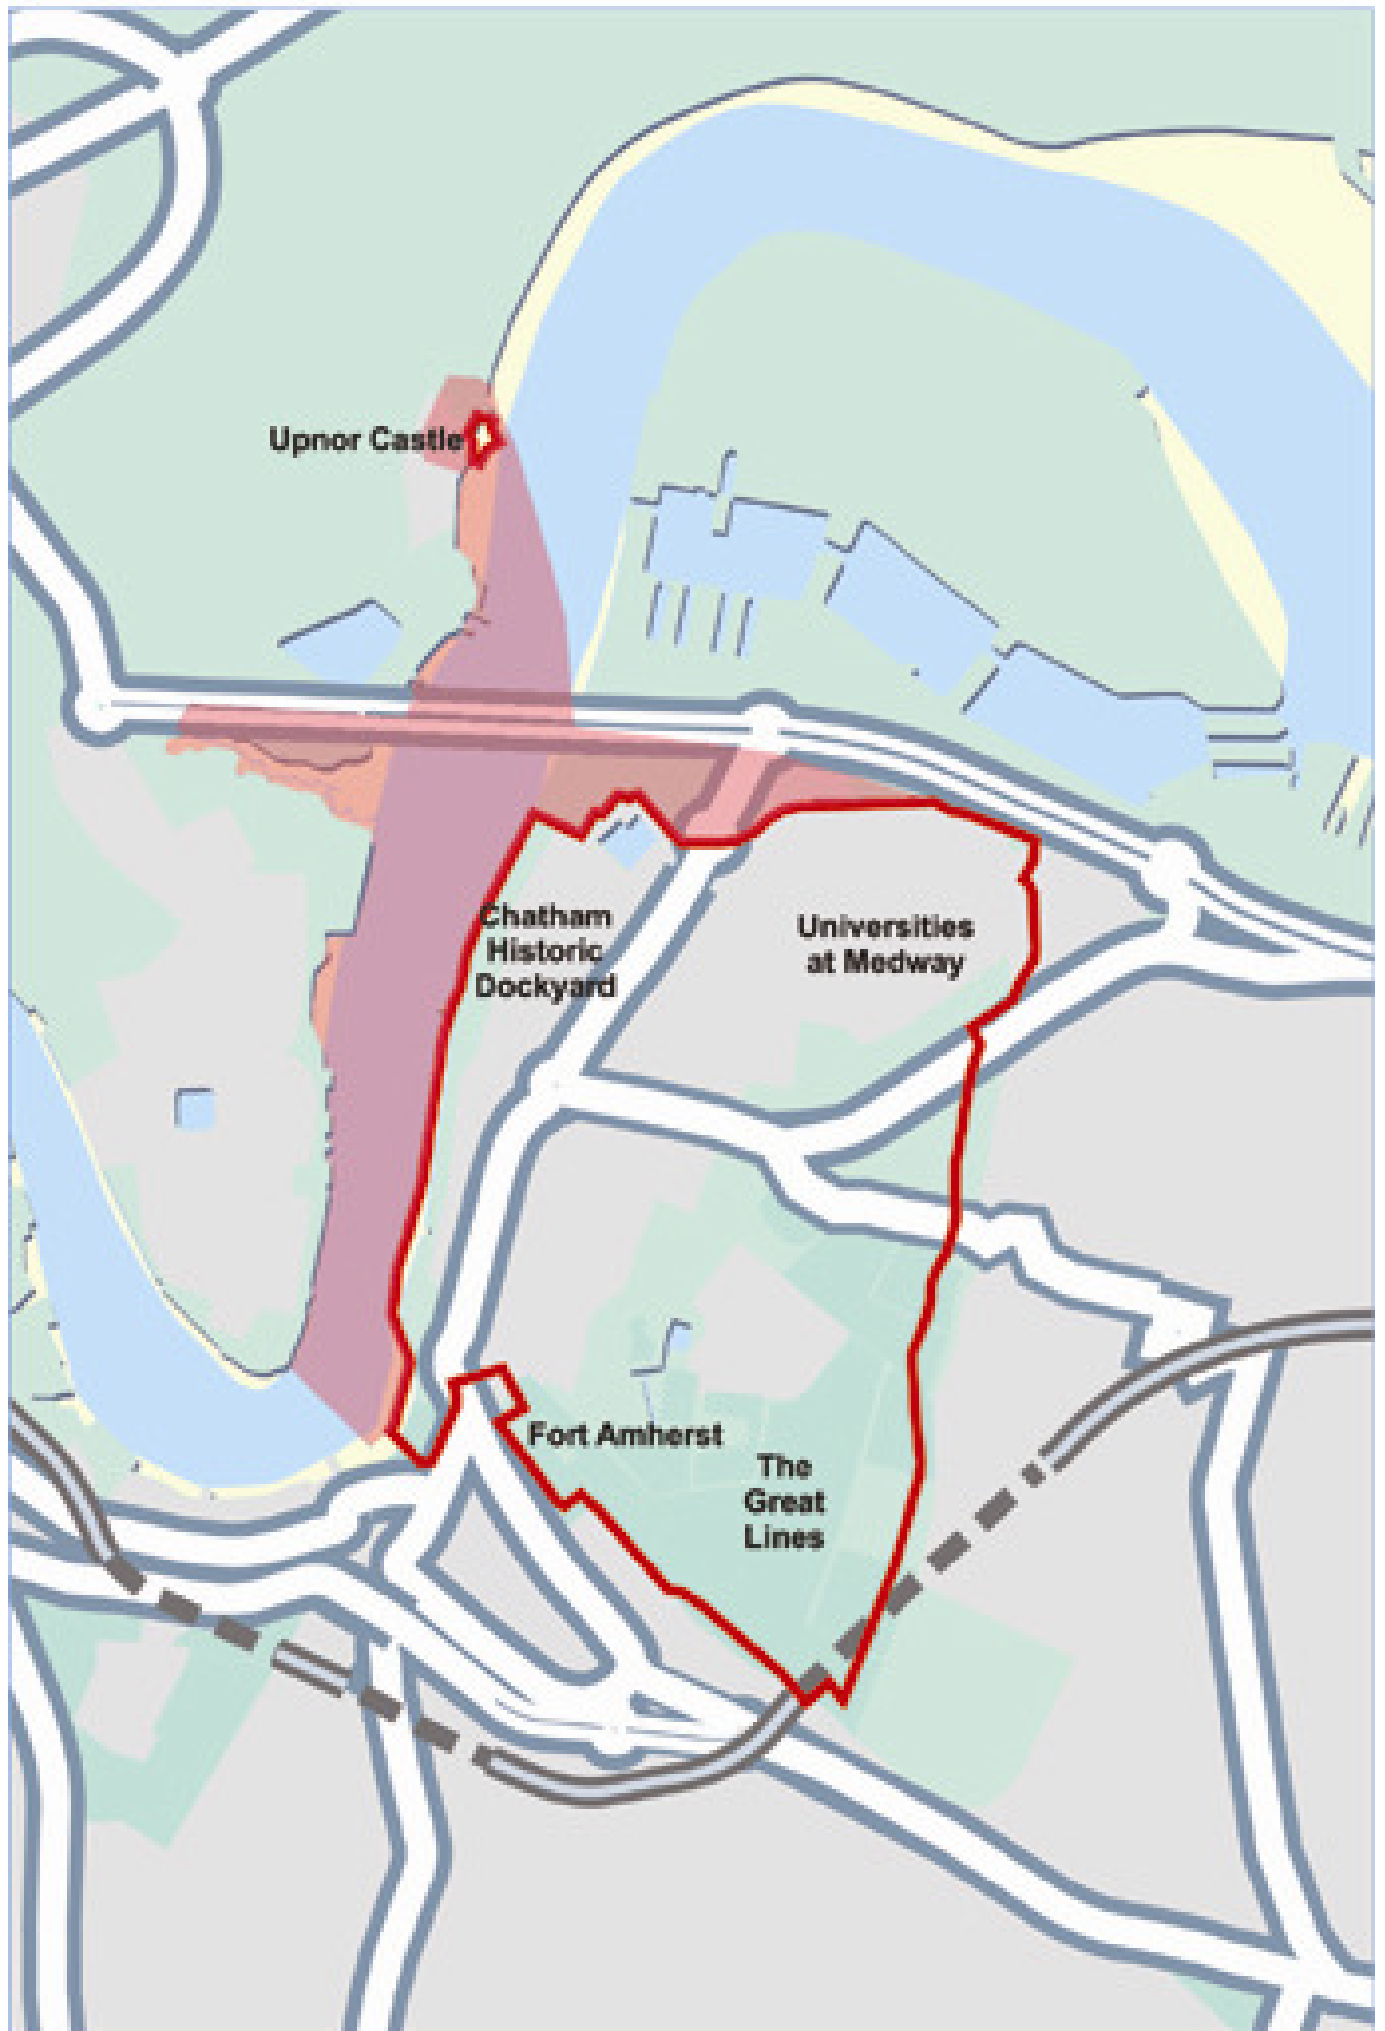 Upnor Castle
Chatham
Historic
Dockyard
Universities
at Medway
Fort Amherst
The
Great
Lines